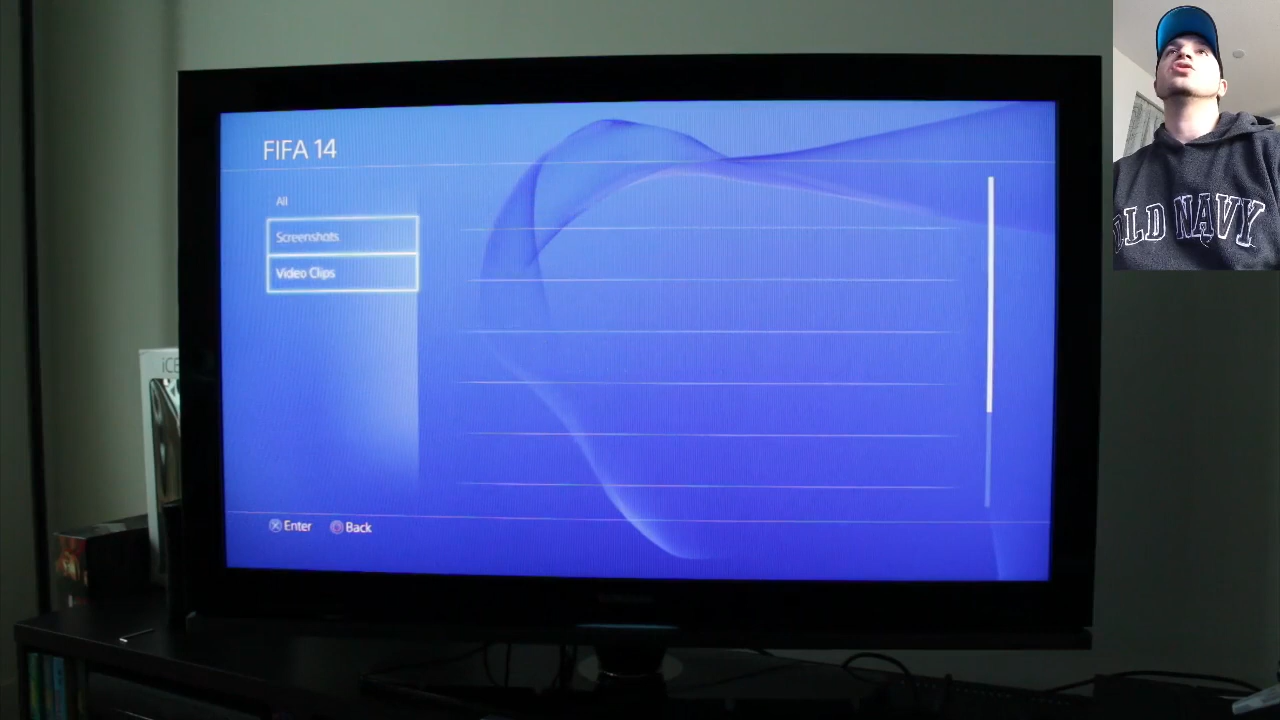 FIFA 14
All
Screenshots
Video Clips
Enter
Back
OLD NAVY